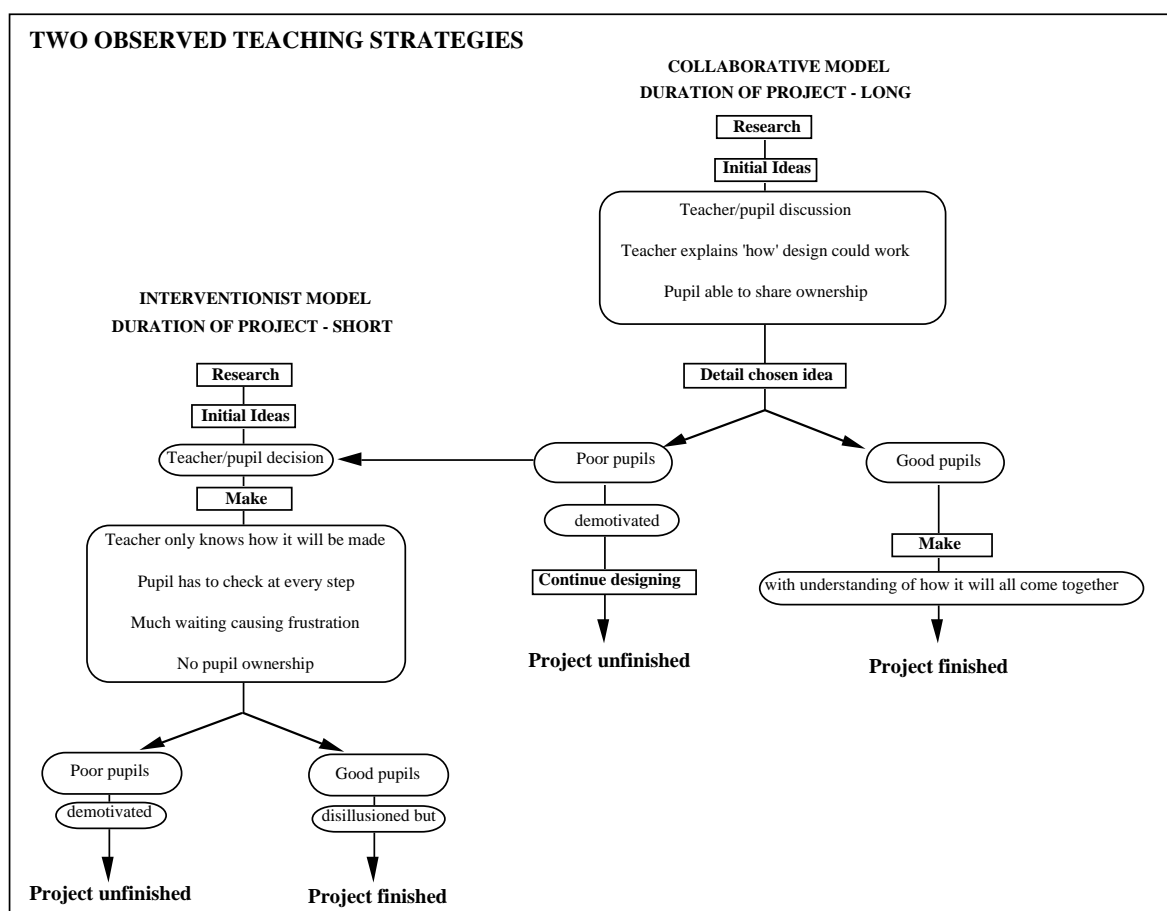 TWO OBSERVED TEACHING STRATEGIES
COLLABORATIVE MODEL
DURATION OF PROJECT - LONG
Research
Initial Ideas
Teacher/pupil discussion
Teacher explains 'how' design could work
Pupil able to share ownership
Detail chosen idea
Poor pupils
demotivated
Continue designing
Project unfinished
Good pupils
Make
with understanding of how it will all come together
Project finished
INTERVENTIONIST MODEL
DURATION OF PROJECT - SHORT
Research
Initial Ideas
Teacher/pupil decision
Make
Teacher only knows how it will be made
Pupil has to check at every step
Much waiting causing frustration
No pupil ownership
Poor pupils
demotivated
Project unfinished
Good pupils
disillusioned but
Project finished